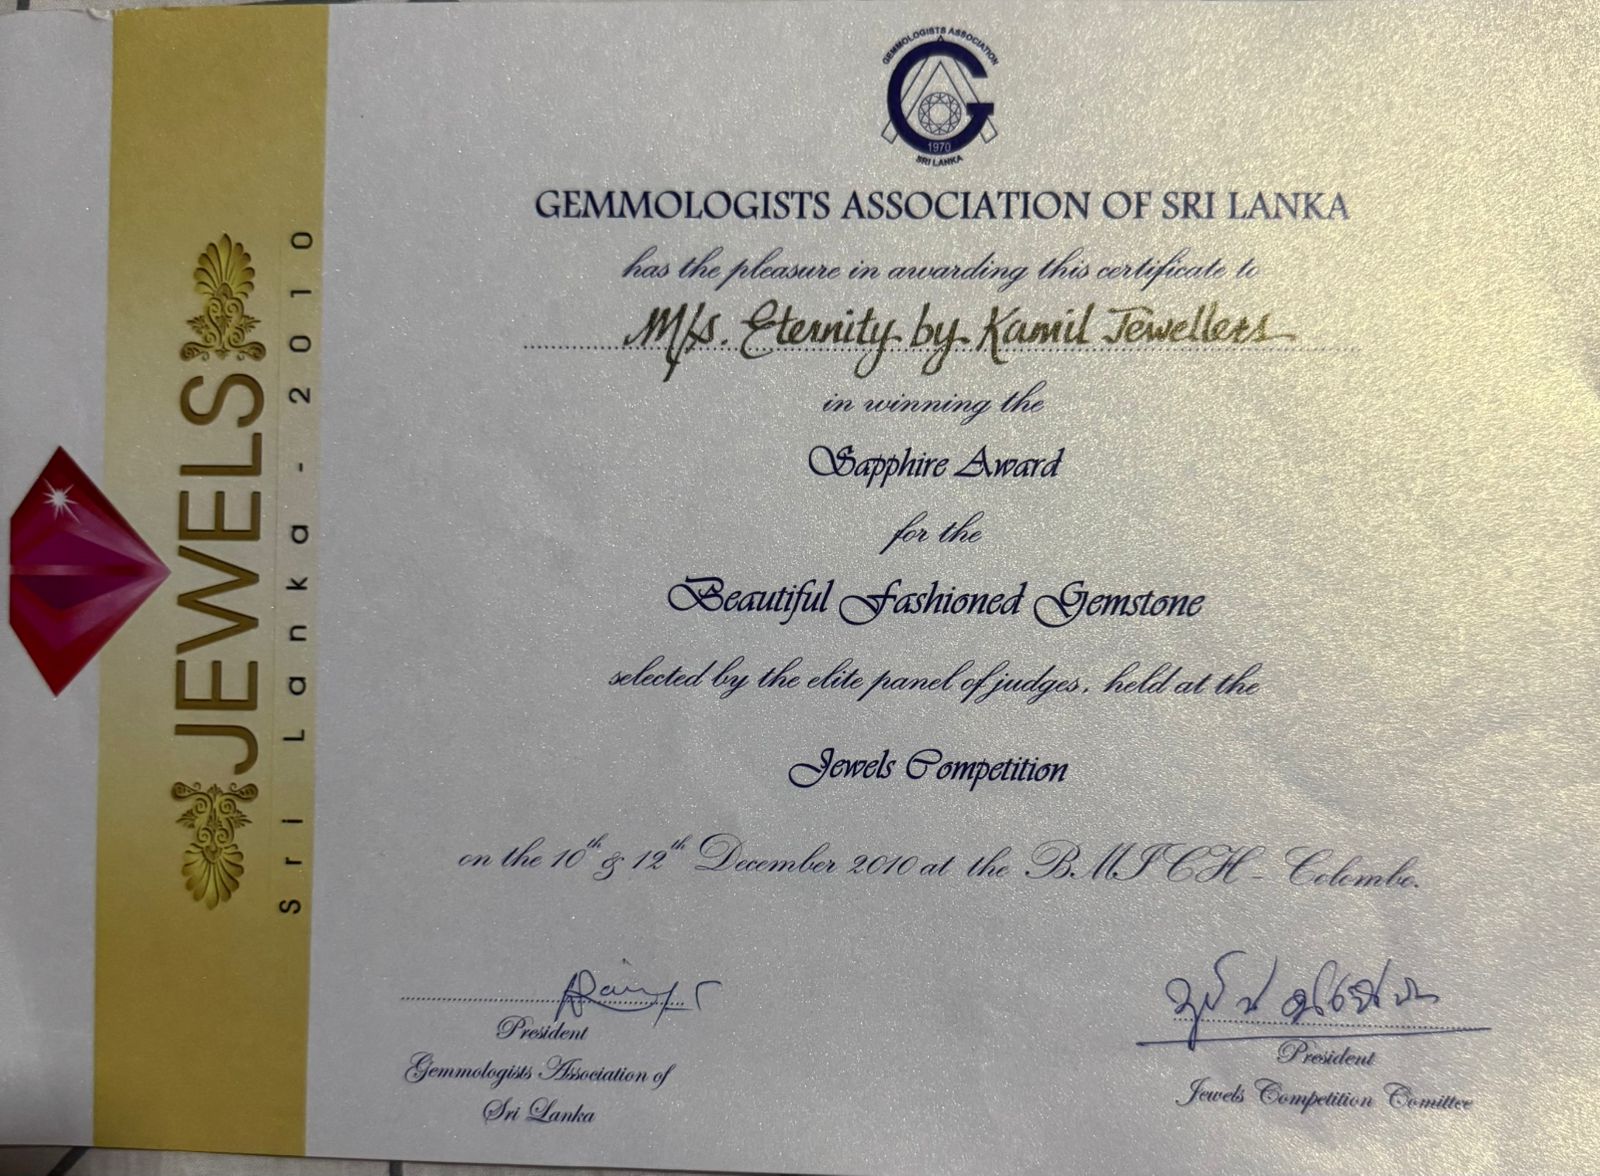 GEMMOLOGISTS ASSOCIATION
1970
SRI LANKA
GEMMOLOGISTS ASSOCIATION OF SRI LANKA
has the pleasure in awarding this certificate to
M/s. Eternity by Kamil Jewellers
in winning the
Sapphire Award
for the
Beautiful Fashioned Gemstone
selected by the elite panel of judges, held at the
Jewels Competition
on the 10th & 12th December 2010 at the B.M.I.C.H - Colombo.
President
Gemmologists Association of
Sri Lanka
President
Jewels Competition Comittee
JEWELS
Sri Lanka - 2010